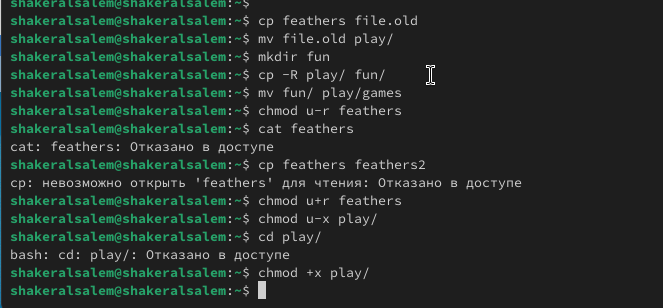 shakeralsalem@shakeralsalem:~$
shakeralsalem@shakeralsalem:~$ cp feathers file.old
shakeralsalem@shakeralsalem:~$ mv file.old play/
shakeralsalem@shakeralsalem:~$ mkdir fun
shakeralsalem@shakeralsalem:~$ cp -R play/ fun/
shakeralsalem@shakeralsalem:~$ mv fun/ play/games
shakeralsalem@shakeralsalem:~$ chmod u-r feathers
shakeralsalem@shakeralsalem:~$ cat feathers
cat: feathers: Отказано в доступе
shakeralsalem@shakeralsalem:~$ cp feathers feathers2
cp: невозможно открыть 'feathers' для чтения: Отказано в доступе
shakeralsalem@shakeralsalem:~$ chmod u+r feathers
shakeralsalem@shakeralsalem:~$ chmod u-x play/
shakeralsalem@shakeralsalem:~$ cd play/
bash: cd: play/: Отказано в доступе
shakeralsalem@shakeralsalem:~$ chmod +x play/
shakeralsalem@shakeralsalem:~$